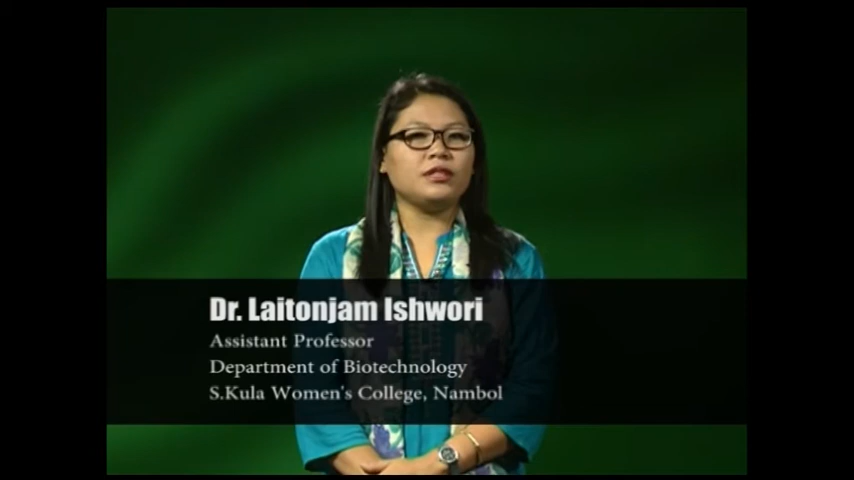 Dr. Laitonjam Ishwori
Assistant Professor
Department of Biotechnology
S.Kula Women's College, Nambol